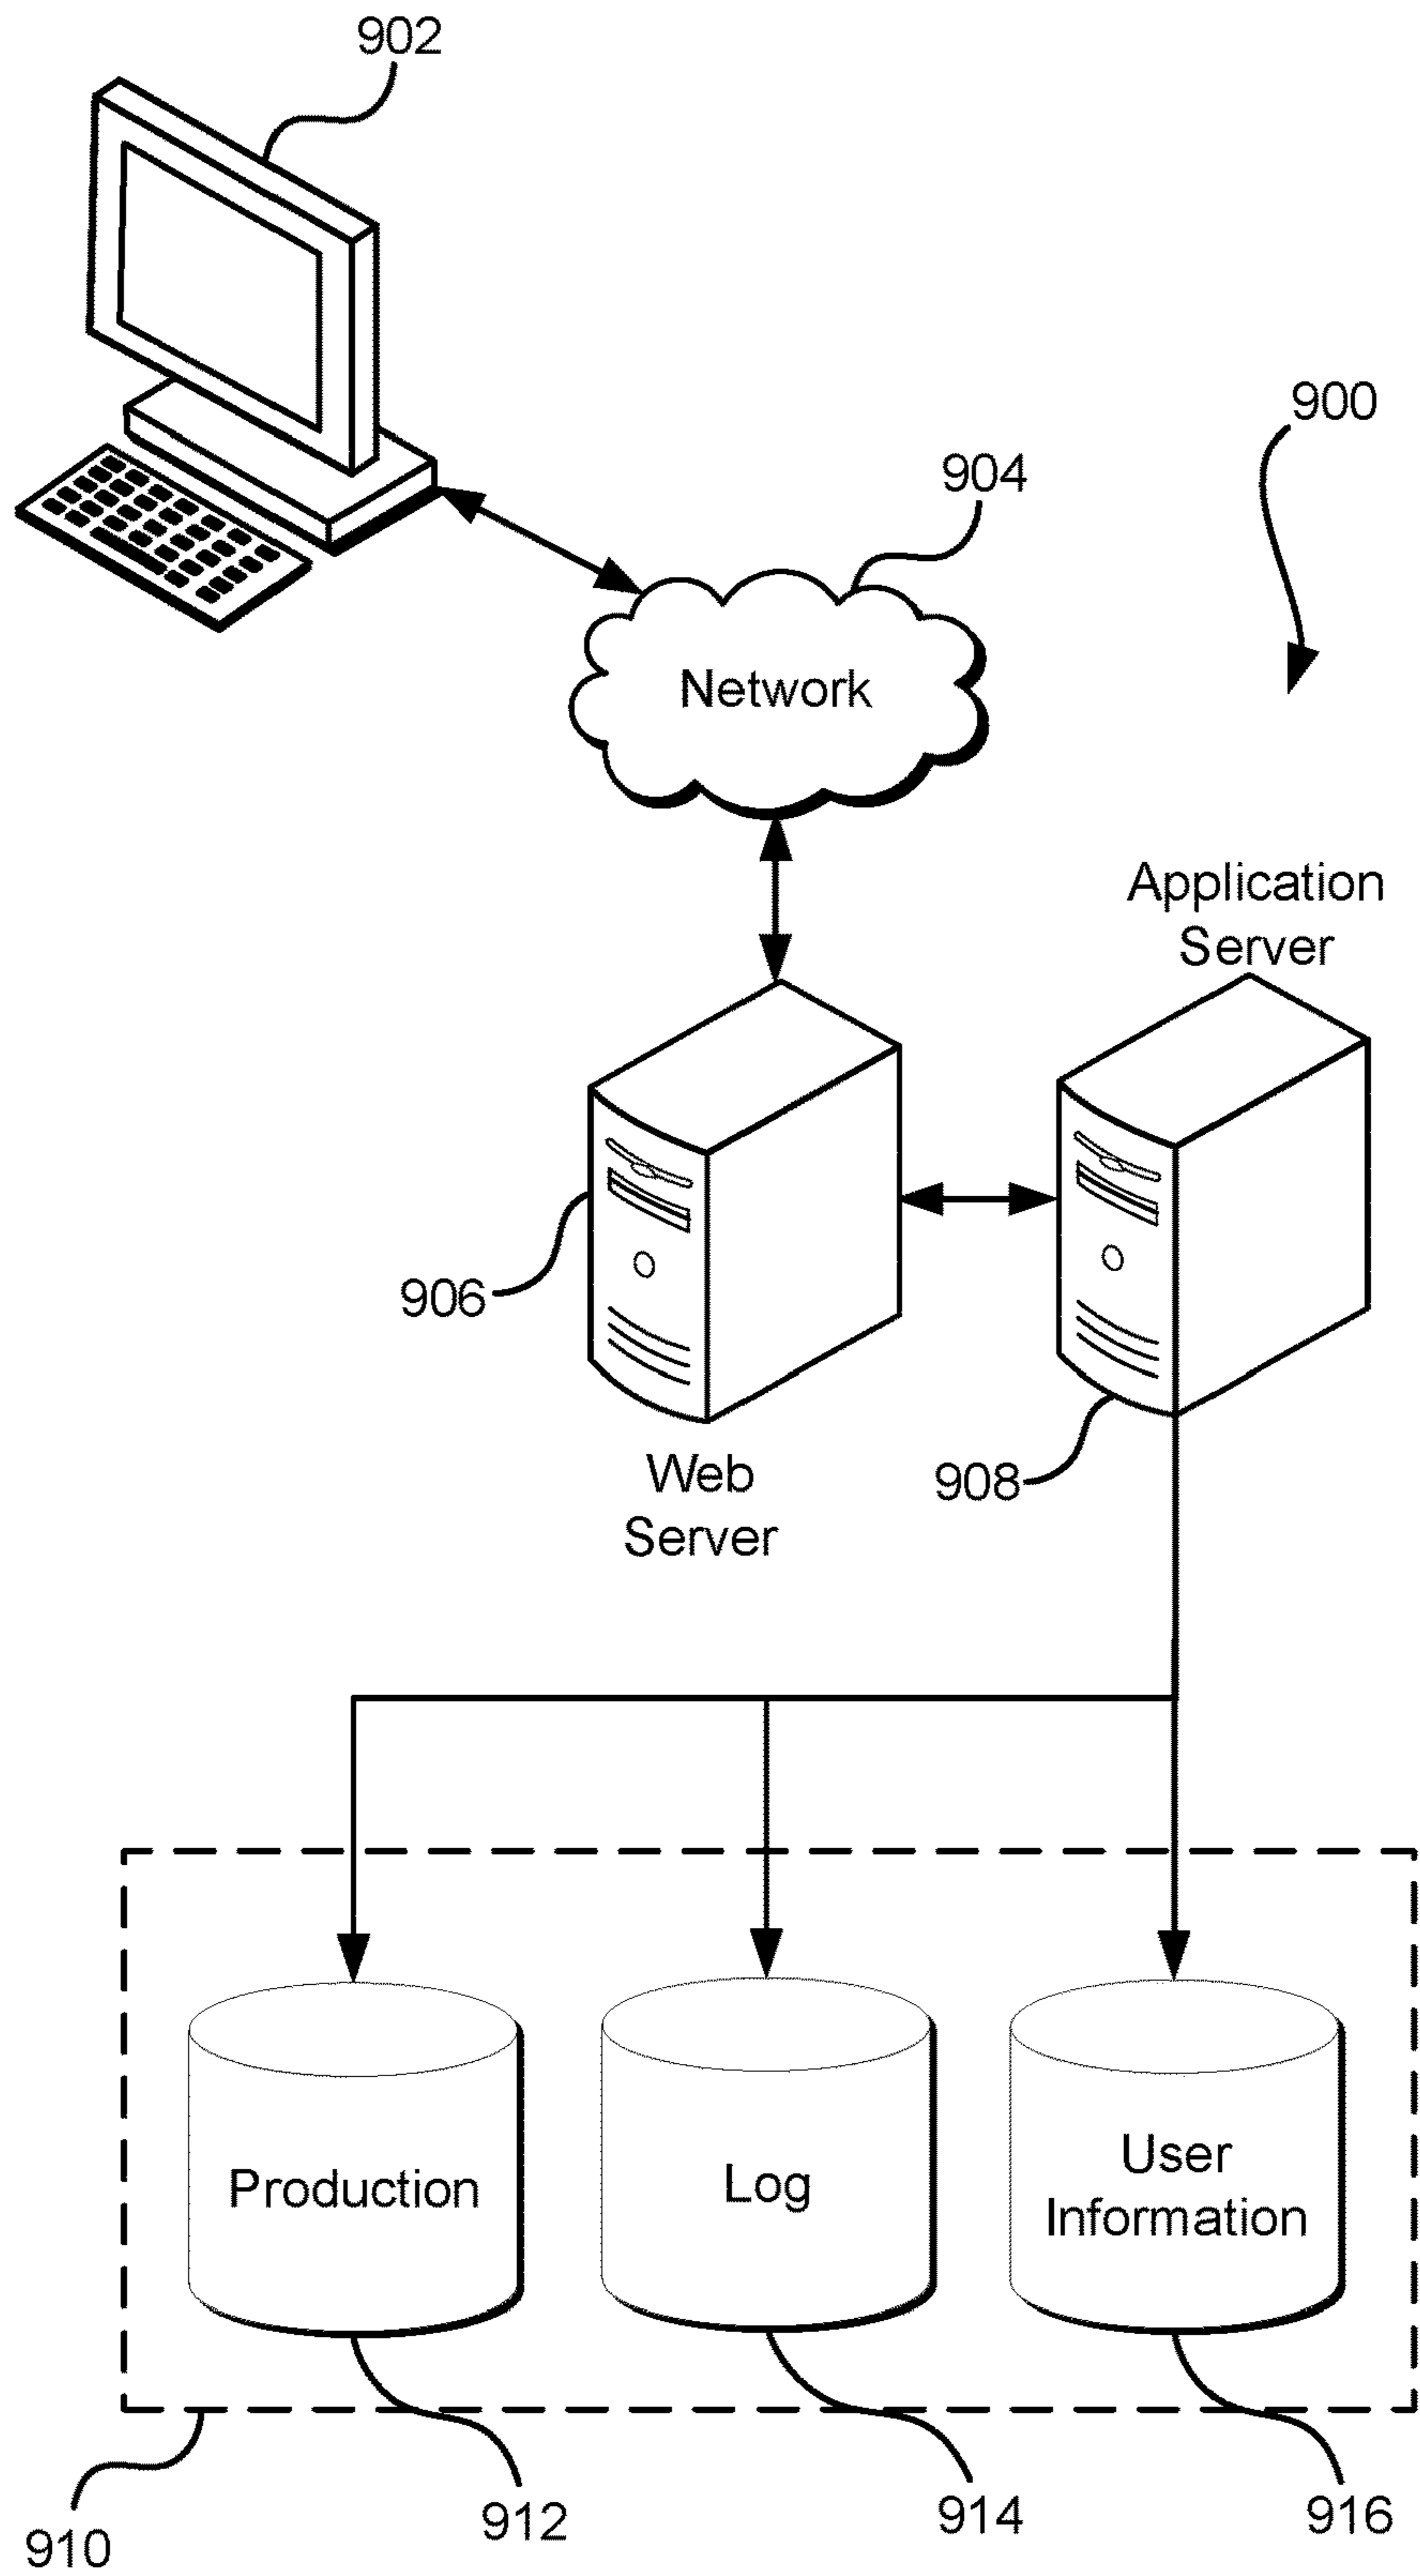 902
900
904
Network
Application
Server
906
908
Web
Server
Production
Log
User
Information
910
912
914
916